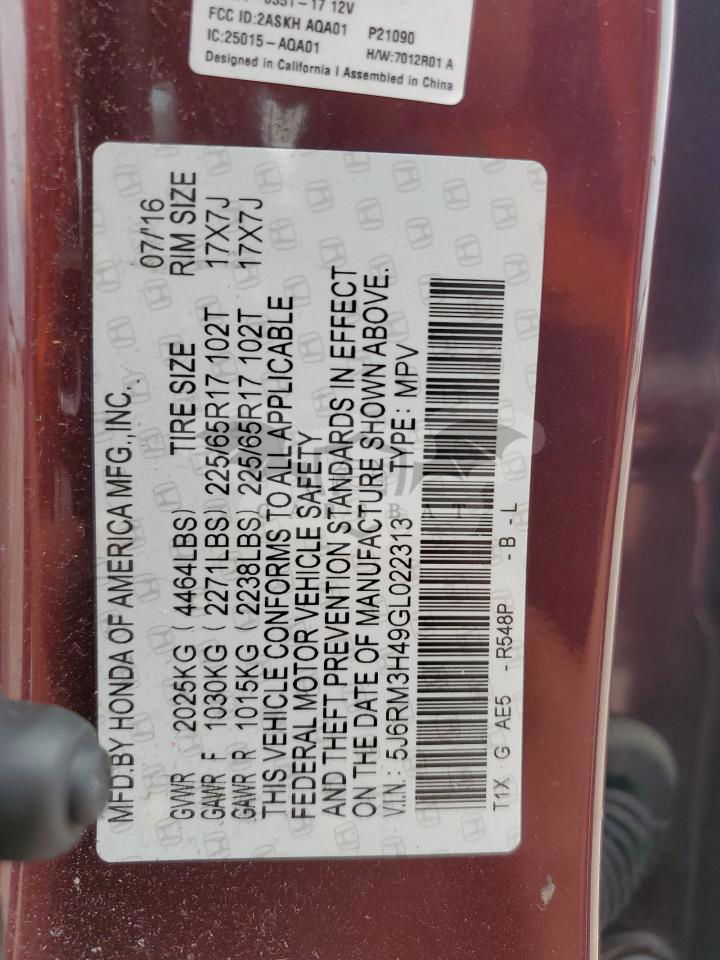 0351-17 12V
FCC ID:2ASKH AQA01 P21090
IC:25015-AQA01 H/W:7012R01 A
Designed in California I Assembled in China
MFD.BY HONDA OF AMERICA MFG.,INC. 07/'16
GVWR 2025KG ( 4464LBS) TIRE SIZE RIM SIZE
GAWR F 1030KG ( 2271LBS) 225/65R17 102T 17X7J
GAWR R 1015KG 2238LBS) 225/65R17 102T 17X7J
THIS VEHICLE CONFORMS TO ALL APPLICABLE
FEDERAL MOTOR VEHICLE SAFETY
AND THEFT PREVENTION STANDARDS IN EFFECT
ON THE DATE OF MANUFACTURE SHOWN ABOVE.
V.I.N.: 5J6RM3H49GL022313 TYPE: MPV
T1X G AE5 -R548P -B -L